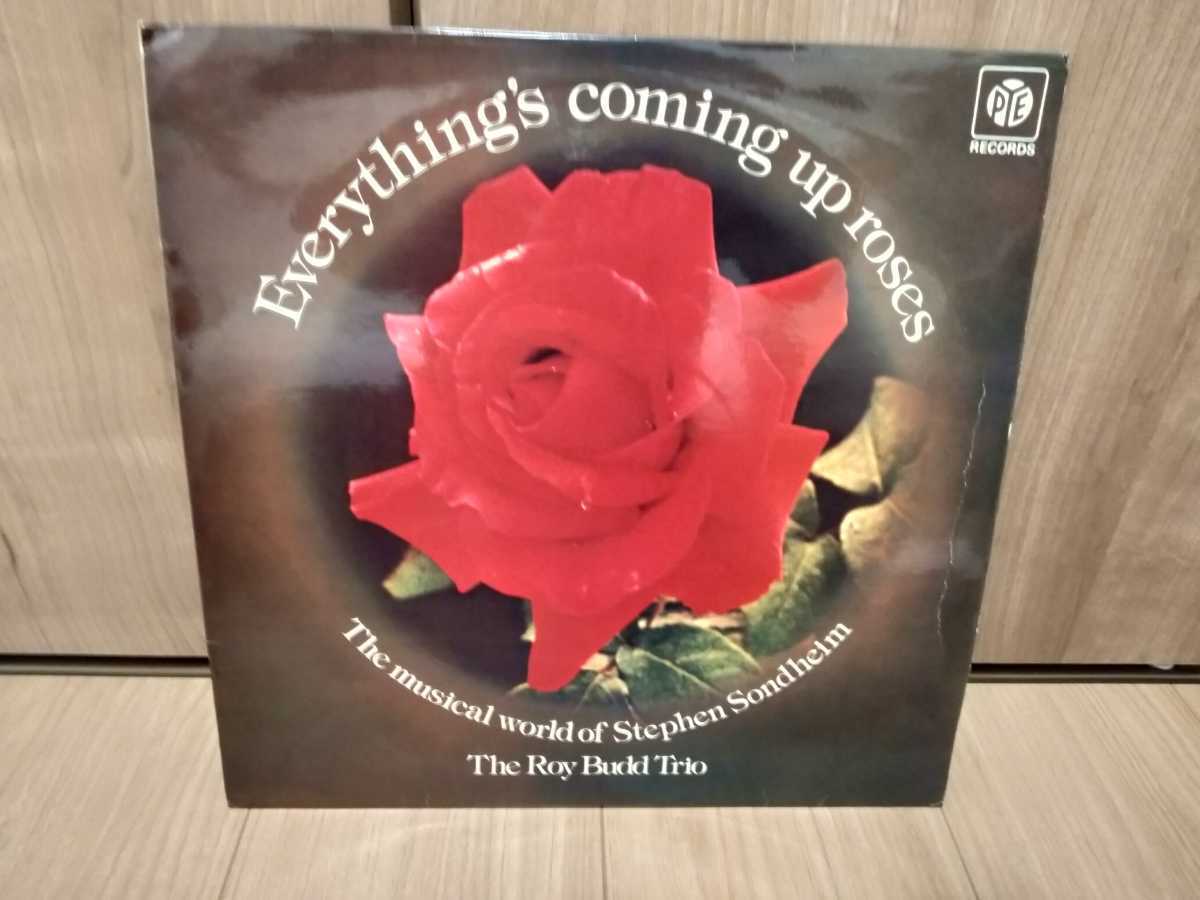 Everything's coming up roses
PYE
RECORDS
The musical world of Stephen Sondheim
The Roy Budd Trio